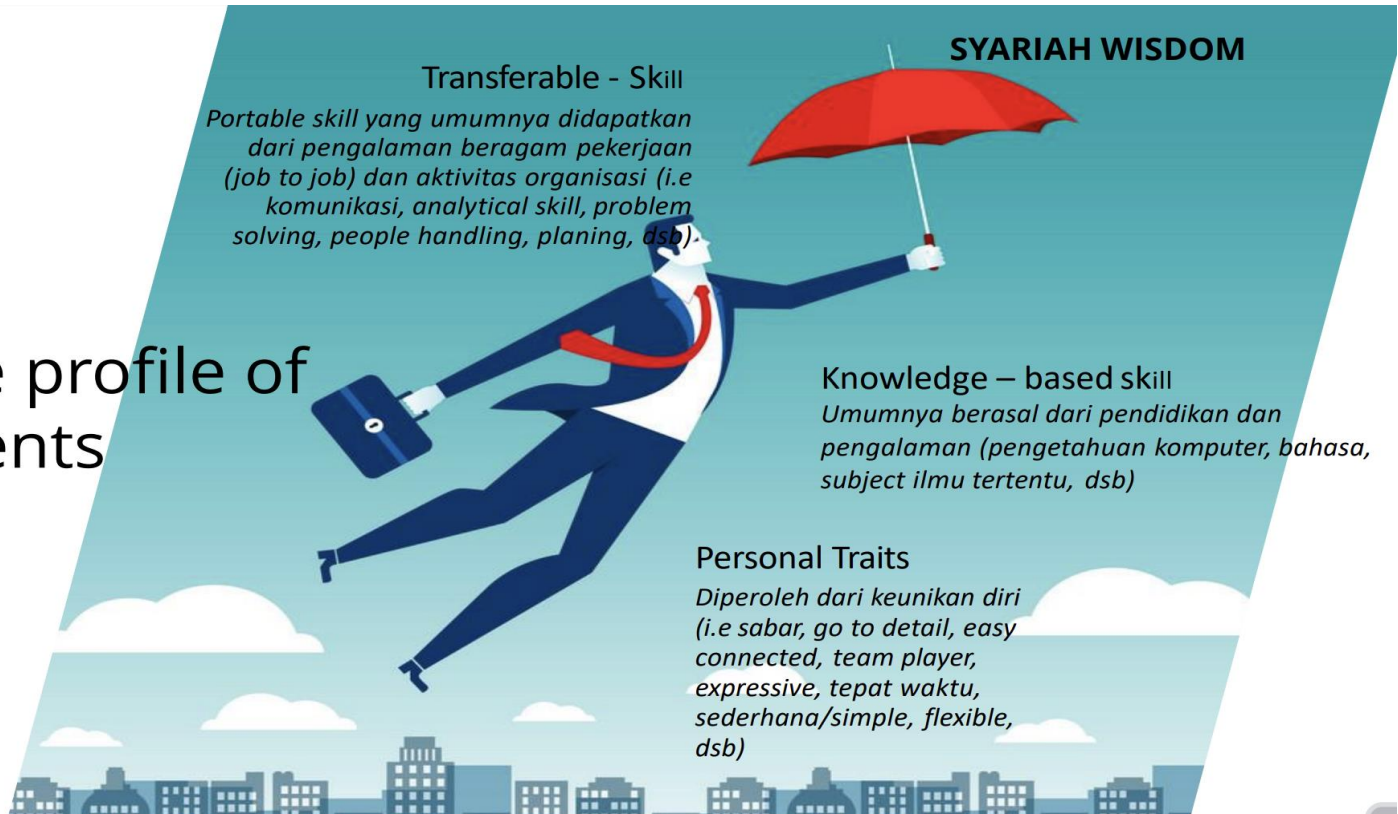 SYARIAH WISDOM
Transferable - Skill
Portable skill yang umumnya didapatkan
dari pengalaman beragam pekerjaan
(job to job) dan aktivitas organisasi (i.e
komunikasi, analytical skill, problem
solving, people handling, planing, dsb)
profile of
Knowledge – based skill
Umumnya berasal dari pendidikan dan
pengalaman (pengetahuan komputer, bahasa,
subject ilmu tertentu, dsb)
Personal Traits
Diperoleh dari keunikan diri
(i.e sabar, go to detail, easy
connected, team player,
expressive, tepat waktu,
sederhana/simple, flexible,
dsb)